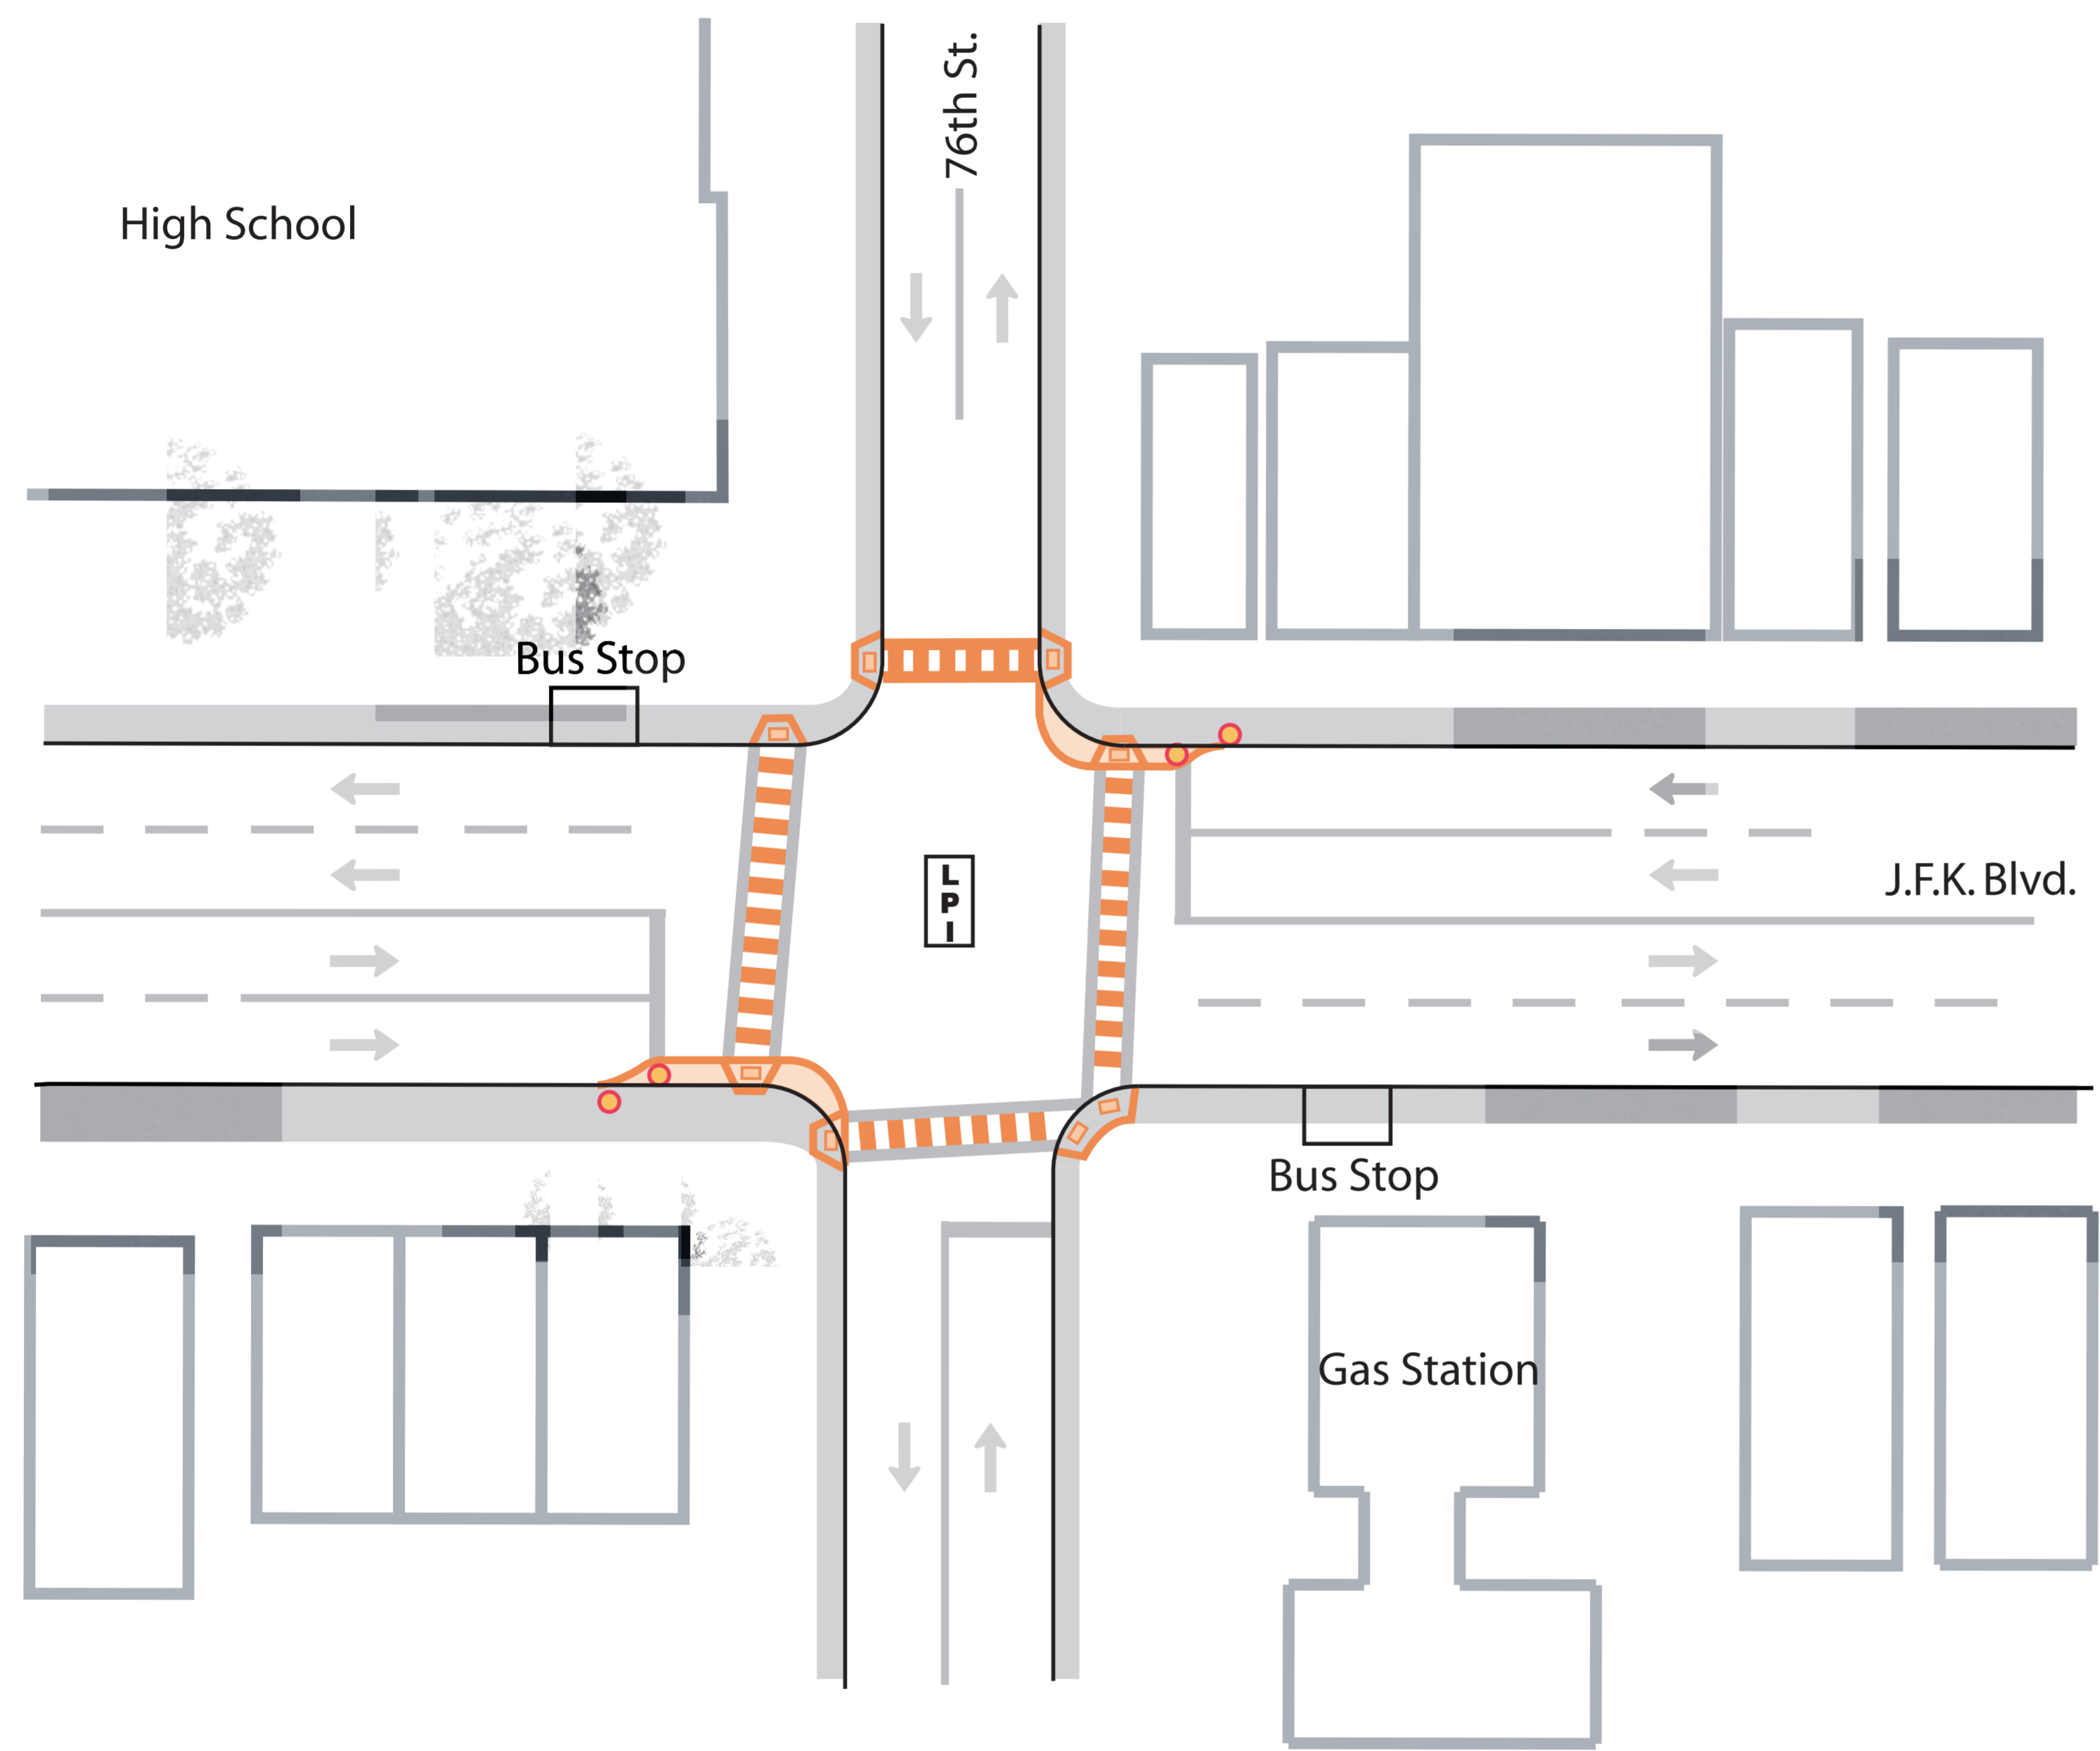 76th St.
High School
Bus Stop
L
P
I
J.F.K. Blvd.
Bus Stop
Gas Station